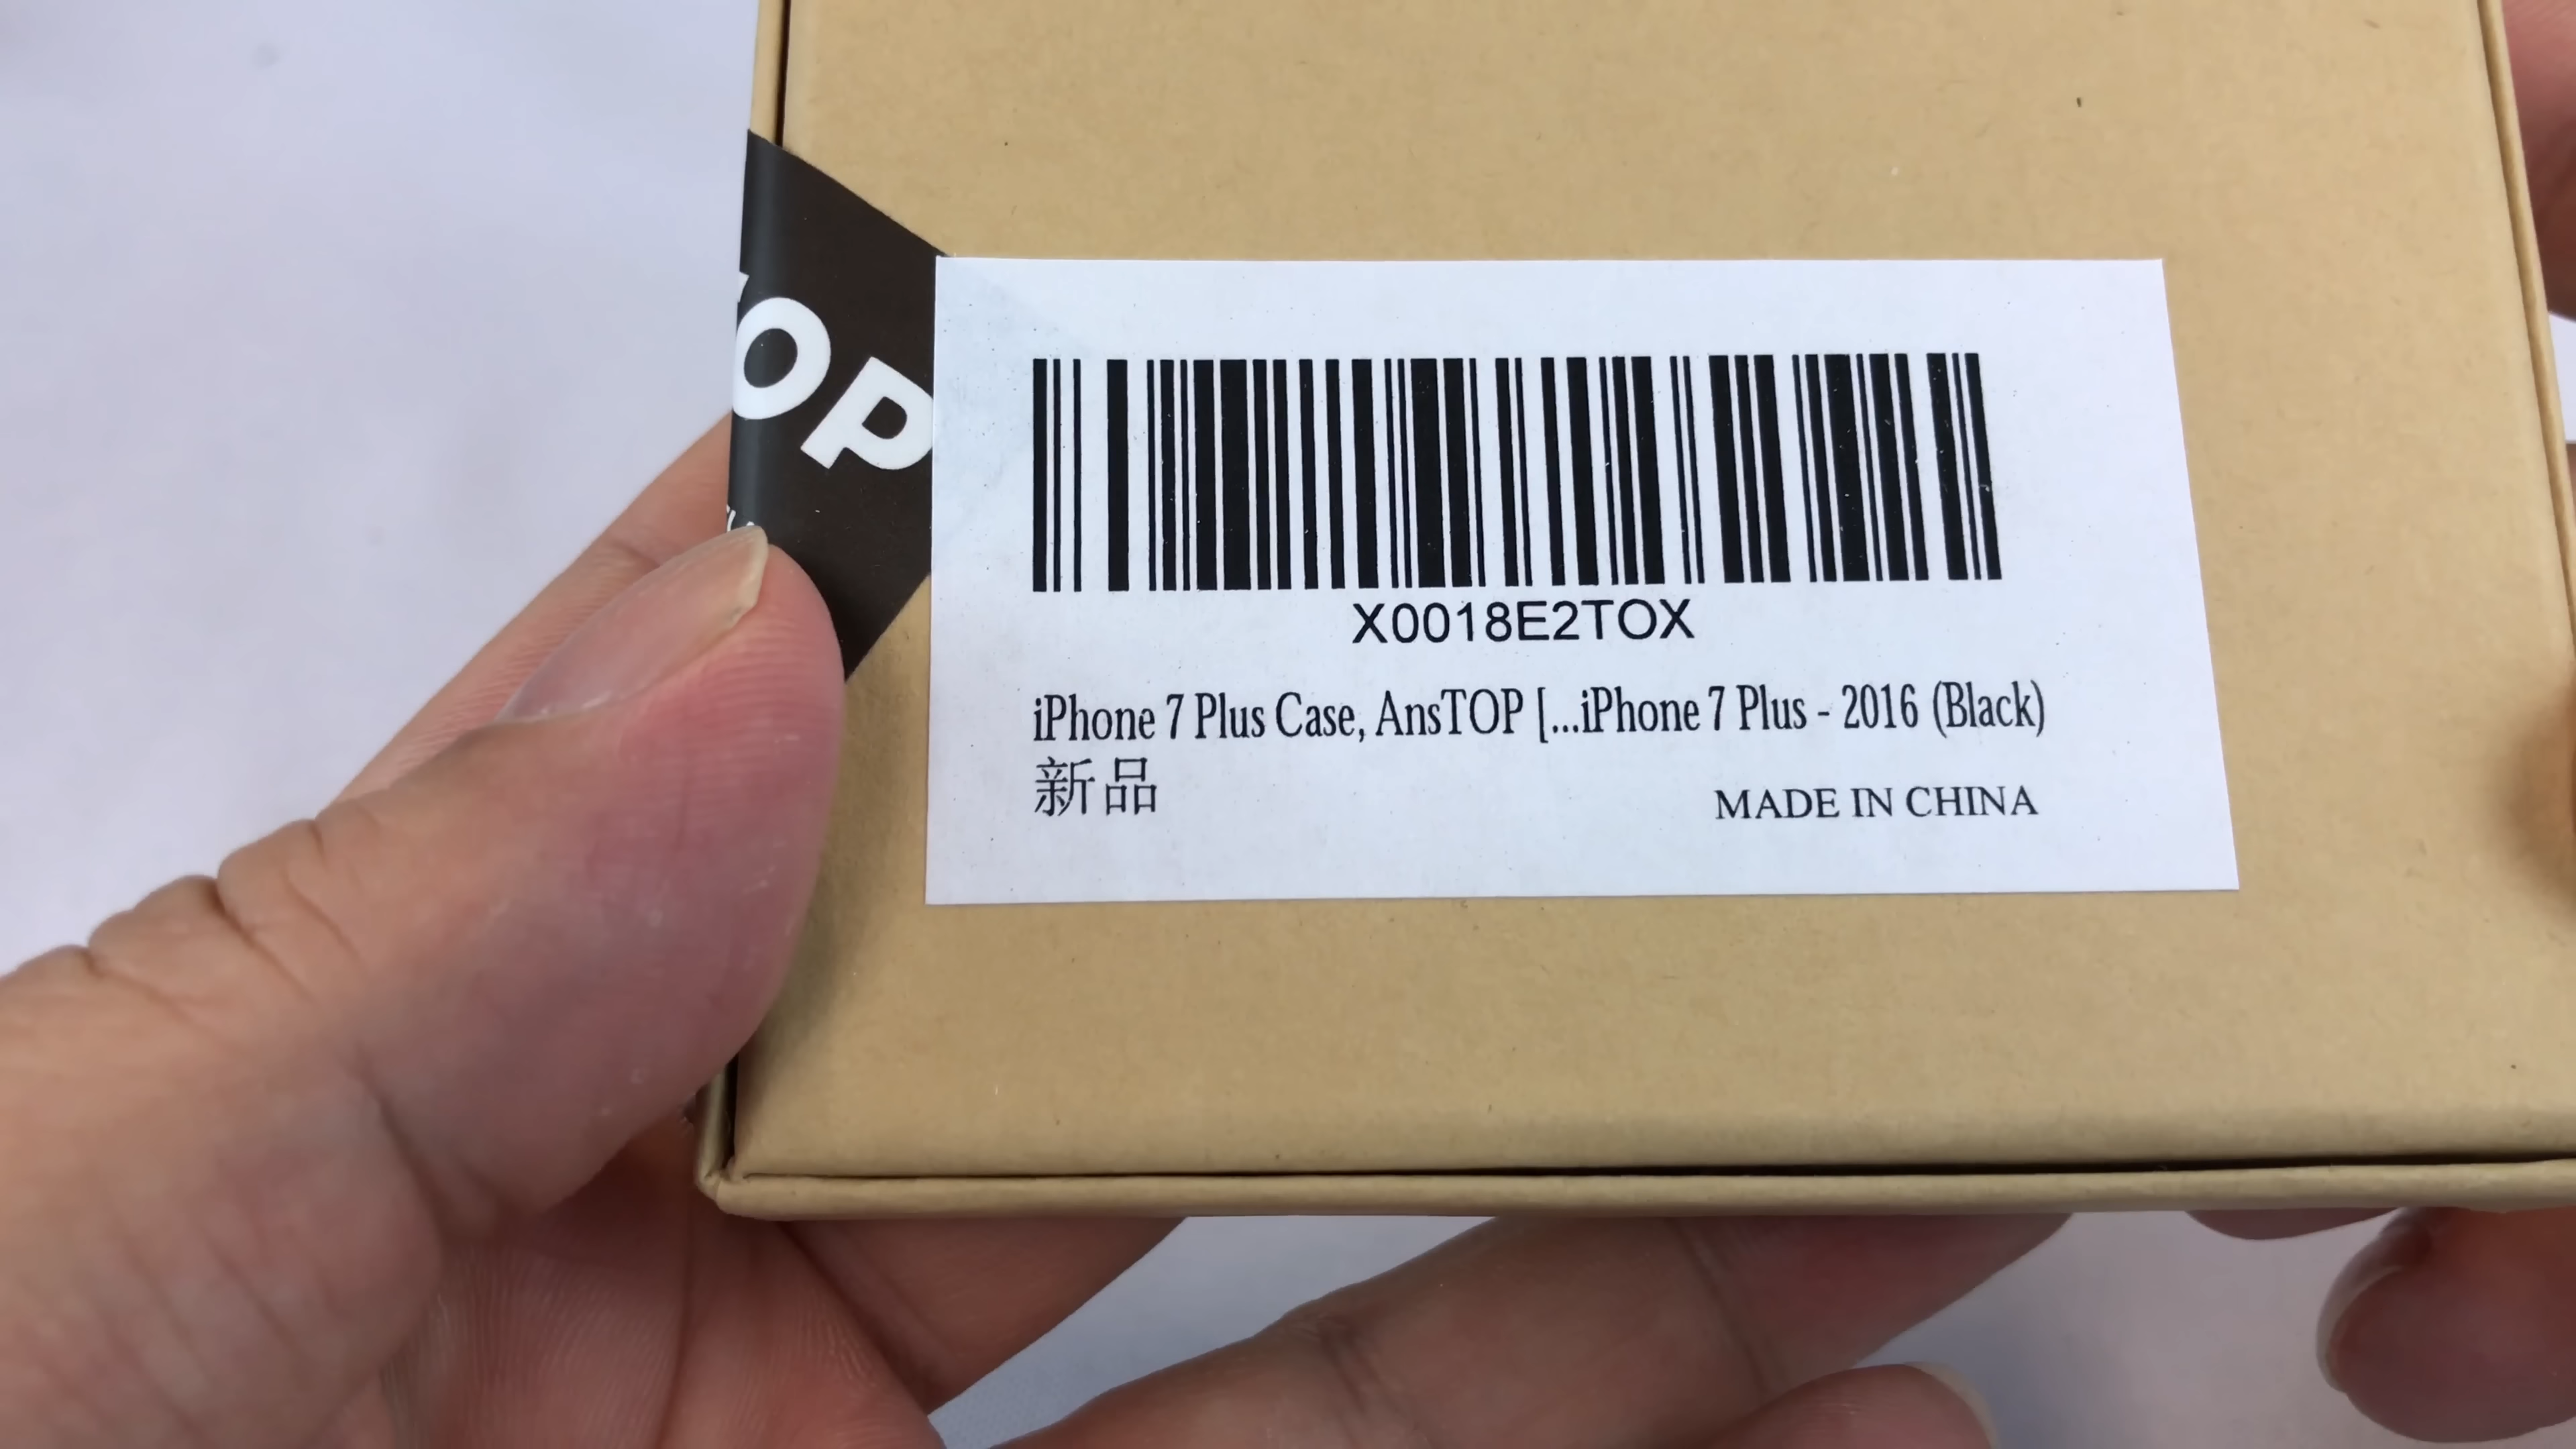 OP
X0018E2TOX
iPhone 7 Plus Case, AnsTOP [...iPhone 7 Plus - 2016 (Black)
新品
MADE IN CHINA